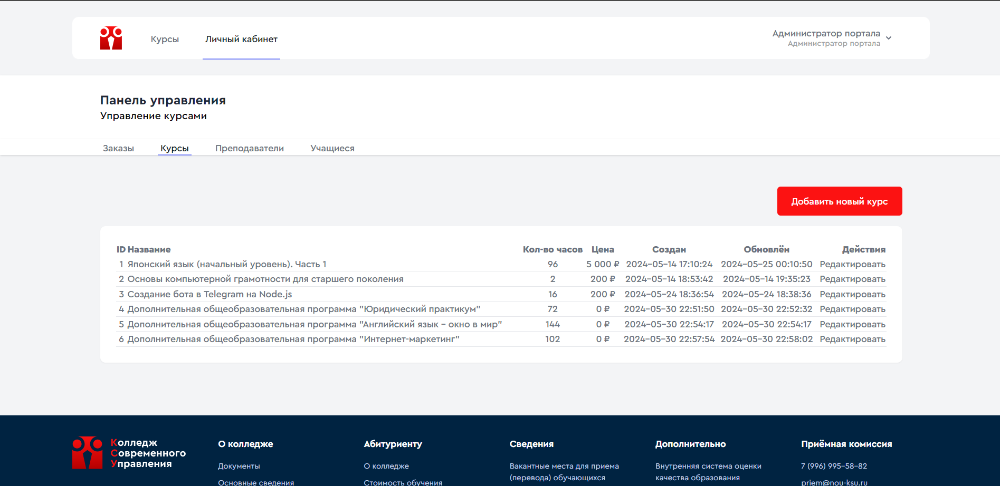 Курсы
Личный кабинет
Администратор портала
Администратор портала
Панель управления
Управление курсами
Заказы Курсы Преподаватели Учащиеся
Добавить новый курс
ID Название Кол-во часов Цена Создан Обновлён Действия
1 Японский язык (начальный уровень). Часть 1 96 5 000 ₽ 2024-05-14 17:10:24 2024-05-25 00:10:50 Редактировать
2 Основы компьютерной грамотности для старшего поколения 2 200 ₽ 2024-05-14 18:53:42 2024-05-14 19:35:23 Редактировать
3 Создание бота в Telegram на Node.js 16 200 ₽ 2024-05-24 18:36:54 2024-05-24 18:38:36 Редактировать
4 Дополнительная общеобразовательная программа "Юридический практикум" 72 0 ₽ 2024-05-30 22:51:50 2024-05-30 22:52:32 Редактировать
5 Дополнительная общеобразовательная программа "Английский язык - окно в мир" 144 0 ₽ 2024-05-30 22:54:17 2024-05-30 22:54:17 Редактировать
6 Дополнительная общеобразовательная программа "Интернет-маркетинг" 102 0 ₽ 2024-05-30 22:57:54 2024-05-30 22:58:02 Редактировать
Колледж
Современного
Управления
О колледже
Документы
Основные сведения
Абитуриенту
О колледже
Стоимость обучения
Сведения
Вакантные места для приема
(перевода) обучающихся
Дополнительно
Внутренняя система оценки
качества образования
Приёмная комиссия
7 (996) 995-58-82
priem@nou-ksu.ru